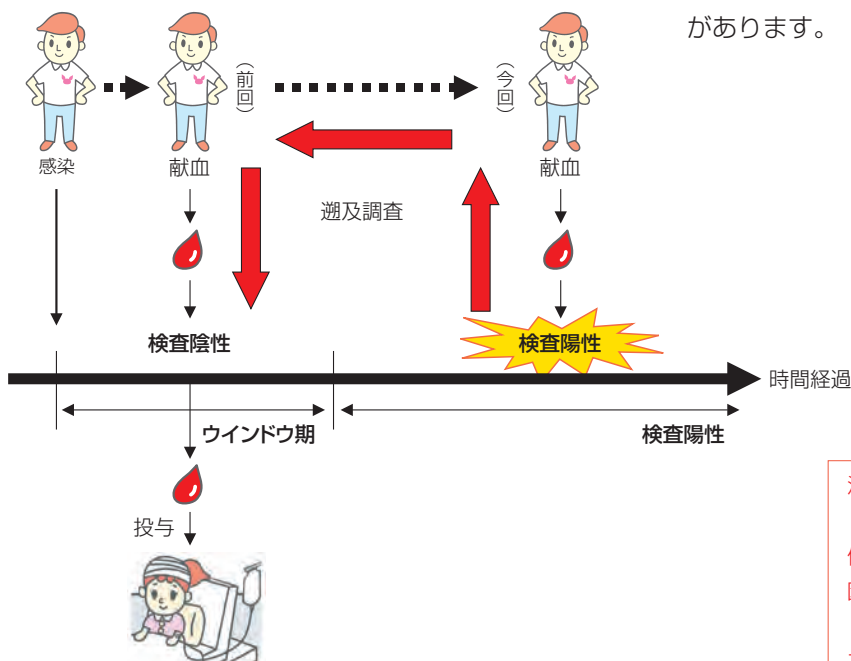 があります。
(前回)
(今回)
感染
献血
献血
遡及調査
検査陰性
検査陽性
時間経過
ウインドウ期
検査陽性
投与